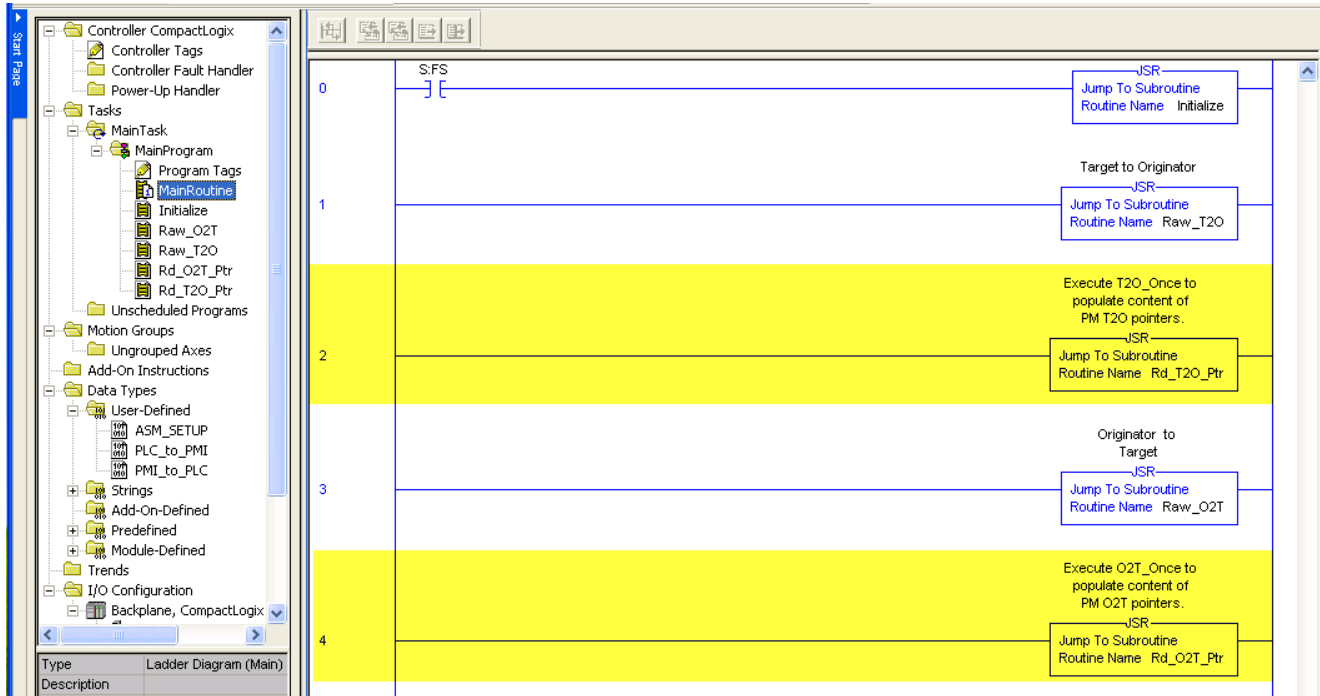 Start Page
Controller CompactLogix
Controller Tags
Controller Fault Handler
Power-Up Handler
Tasks
MainTask
MainProgram
Program Tags
MainRoutine
Initialize
Raw_O2T
Raw_T2O
Rd_O2T_Ptr
Rd_T2O_Ptr
Unscheduled Programs
Motion Groups
Ungrouped Axes
Add-On Instructions
Data Types
User-Defined
ASM_SETUP
PLC_to_PMI
PMI_to_PLC
Strings
Add-On-Defined
Predefined
Module-Defined
Trends
I/O Configuration
Backplane, CompactLogix
Type Ladder Diagram (Main)
Description
0
S:FS
JSR
Jump To Subroutine
Routine Name Initialize
1
Target to Originator
JSR
Jump To Subroutine
Routine Name Raw_T2O
2
Execute T2O_Once to
populate content of
PM T2O pointers.
JSR
Jump To Subroutine
Routine Name Rd_T2O_Ptr
3
Originator to
Target
JSR
Jump To Subroutine
Routine Name Raw_O2T
4
Execute O2T_Once to
populate content of
PM O2T pointers.
JSR
Jump To Subroutine
Routine Name Rd_O2T_Ptr